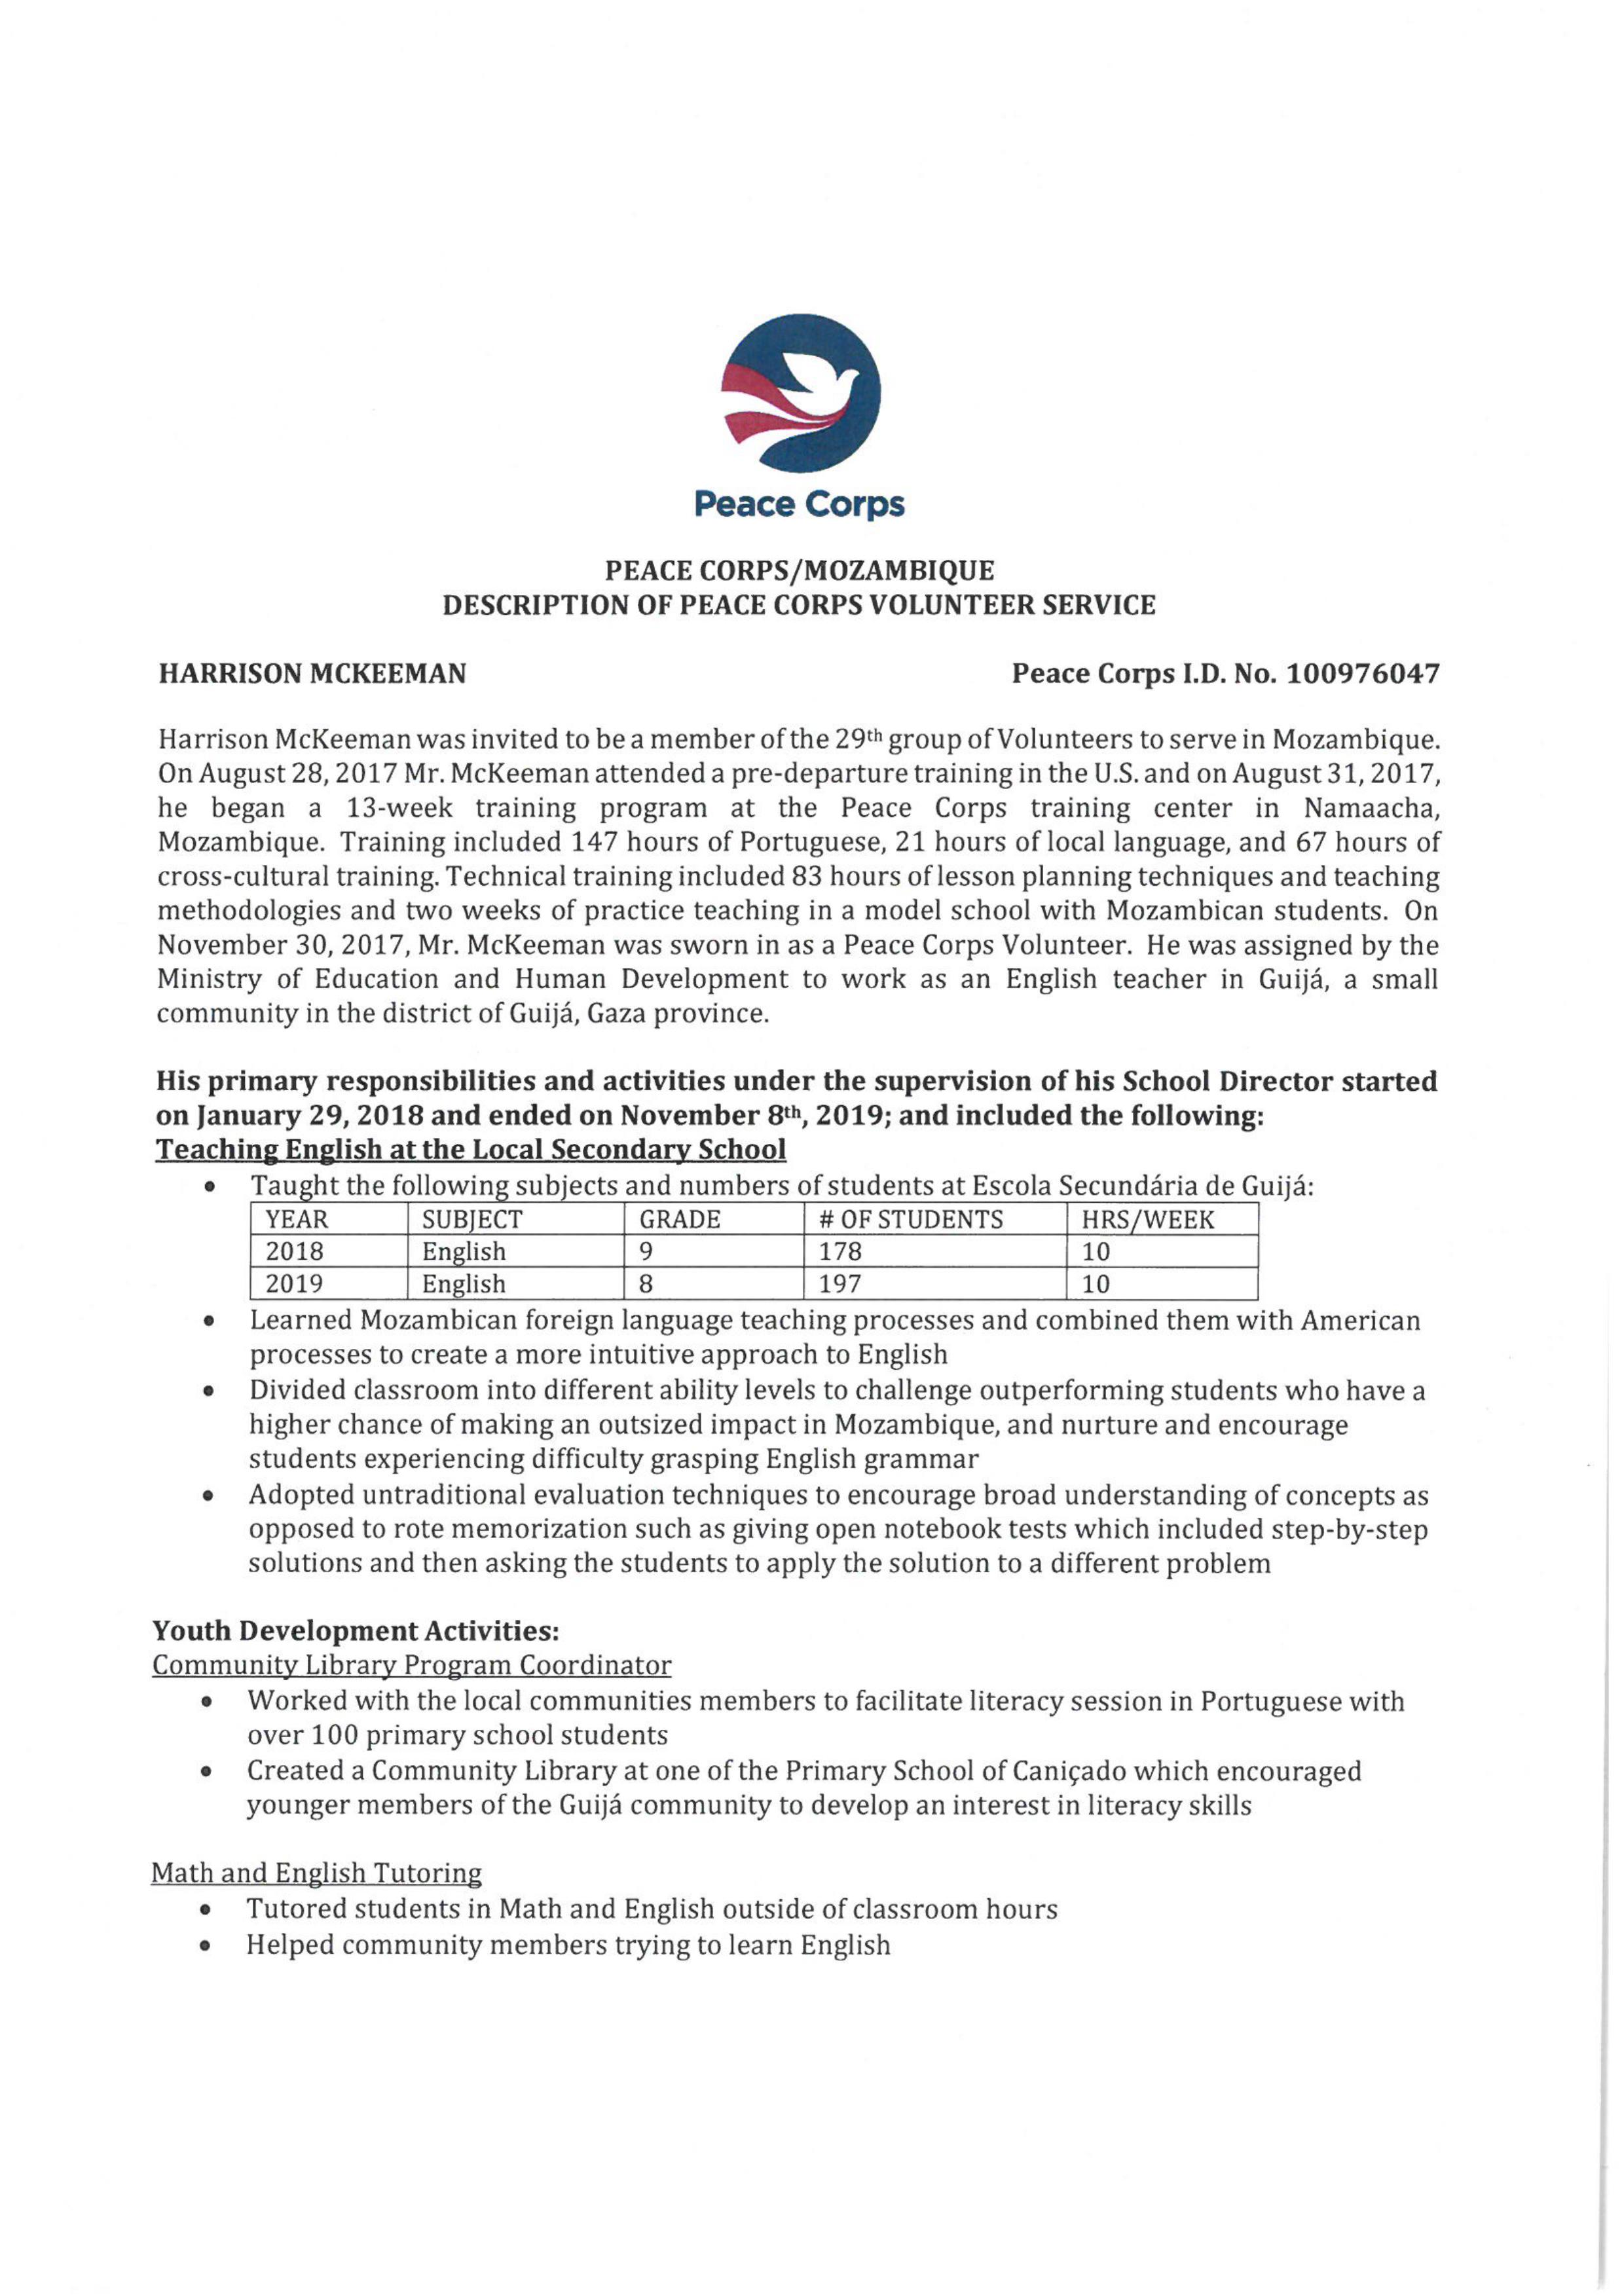 Peace Corps
PEACE CORPS/MOZAMBIQUE
DESCRIPTION OF PEACE CORPS VOLUNTEER SERVICE
HARRISON MCKEEMAN Peace Corps I.D. No. 100976047
Harrison McKeeman was invited to be a member of the 29th group of Volunteers to serve in Mozambique.
On August 28, 2017 Mr. McKeeman attended a pre-departure training in the U.S. and on August 31, 2017,
he began a 13-week training program at the Peace Corps training center in Namaacha,
Mozambique. Training included 147 hours of Portuguese, 21 hours of local language, and 67 hours of
cross-cultural training. Technical training included 83 hours of lesson planning techniques and teaching
methodologies and two weeks of practice teaching in a model school with Mozambican students. On
November 30, 2017, Mr. McKeeman was sworn in as a Peace Corps Volunteer. He was assigned by the
Ministry of Education and Human Development to work as an English teacher in Guijá, a small
community in the district of Guijá, Gaza province.
His primary responsibilities and activities under the supervision of his School Director started
on January 29, 2018 and ended on November 8th, 2019; and included the following:
Teaching English at the Local Secondary School
• Taught the following subjects and numbers of students at Escola Secundária de Guijá:
YEAR SUBJECT GRADE # OF STUDENTS HRS/WEEK
2018 English 9 178 10
2019 English 8 197 10
• Learned Mozambican foreign language teaching processes and combined them with American
processes to create a more intuitive approach to English
• Divided classroom into different ability levels to challenge outperforming students who have a
higher chance of making an outsized impact in Mozambique, and nurture and encourage
students experiencing difficulty grasping English grammar
• Adopted untraditional evaluation techniques to encourage broad understanding of concepts as
opposed to rote memorization such as giving open notebook tests which included step-by-step
solutions and then asking the students to apply the solution to a different problem
Youth Development Activities:
Community Library Program Coordinator
• Worked with the local communities members to facilitate literacy session in Portuguese with
over 100 primary school students
• Created a Community Library at one of the Primary School of Caniçado which encouraged
younger members of the Guijá community to develop an interest in literacy skills
Math and English Tutoring
• Tutored students in Math and English outside of classroom hours
• Helped community members trying to learn English